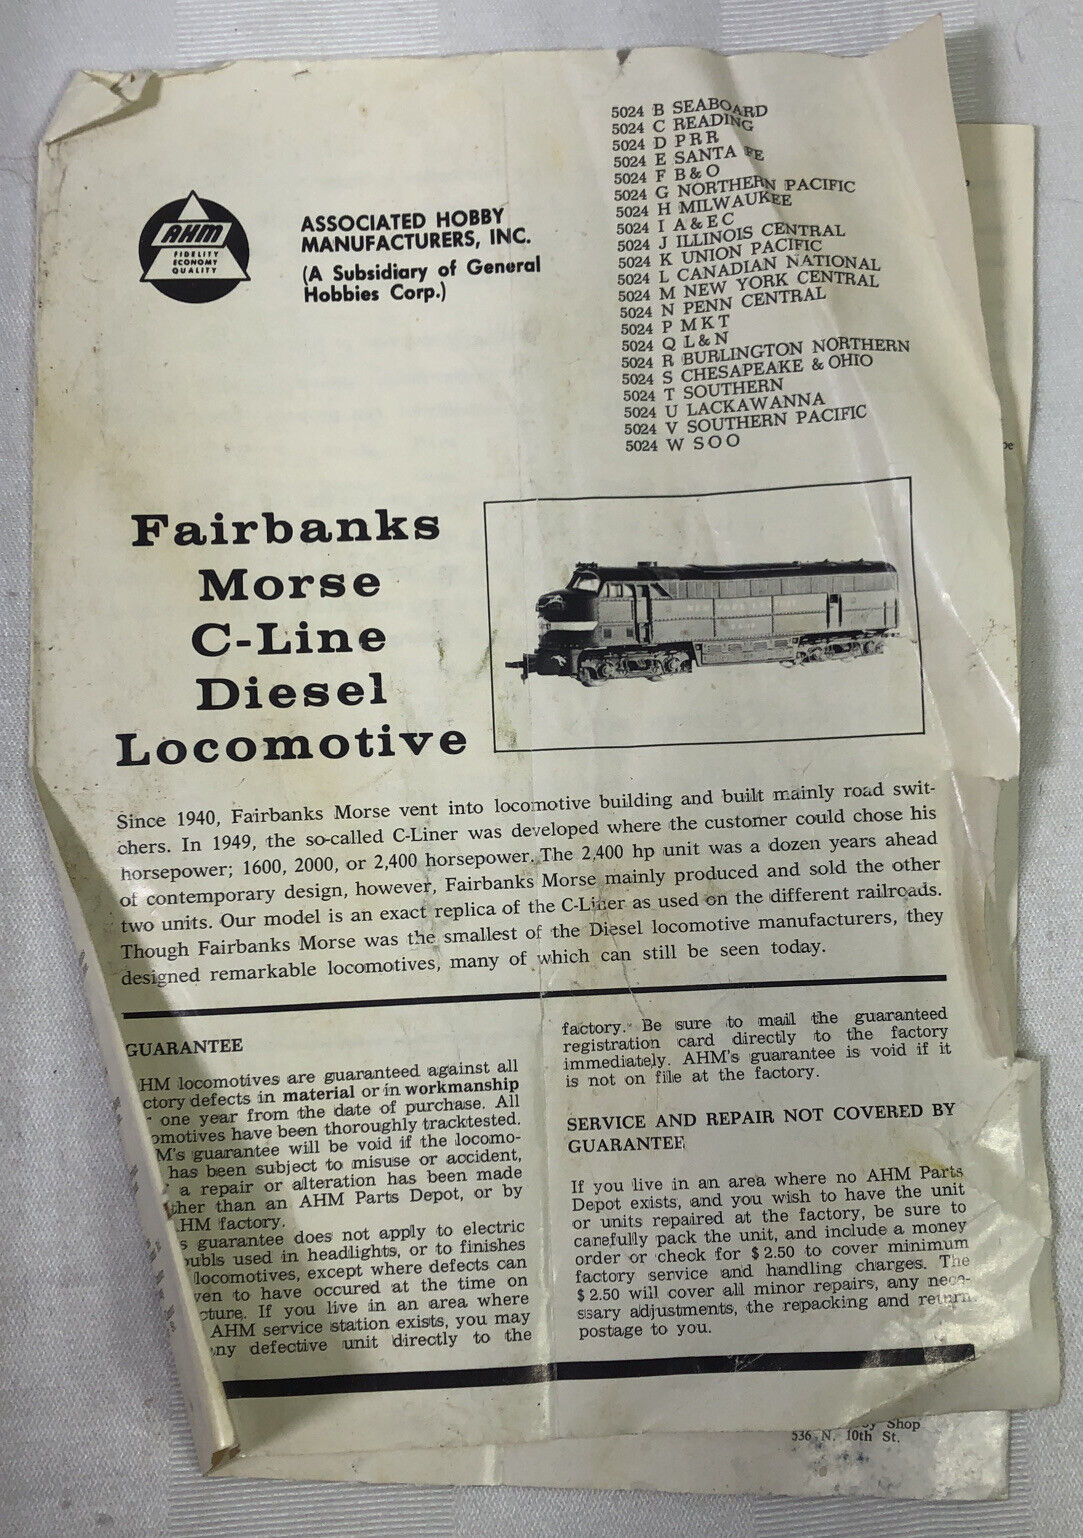 AHM
FIDELITY
ECONOMY
QUALITY
ASSOCIATED HOBBY
MANUFACTURERS, INC.
(A Subsidiary of General
Hobbies Corp.)
5024 B SEABOARD
5024 C READING
5024 D PRR
5024 E SANTA FE
5024 F B&O
5024 G NORTHERN PACIFIC
5024 H MILWAUKEE
5024 I A&EC
5024 J ILLINOIS CENTRAL
5024 K UNION PACIFIC
5024 L CANADIAN NATIONAL
5024 M NEW YORK CENTRAL
5024 N PENN CENTRAL
5024 P MKT
5024 Q L&N
5024 R BURLINGTON NORTHERN
5024 S CHESAPEAKE & OHIO
5024 T SOUTHERN
5024 U LACKAWANNA
5024 V SOUTHERN PACIFIC
5024 W SOO
Fairbanks
Morse
C-Line
Diesel
Locomotive
Since 1940, Fairbanks Morse vent into locomotive building and built mainly road swit-
chers. In 1949, the so-called C-Liner was developed where the customer could chose his
horsepower; 1600, 2000, or 2,400 horsepower. The 2,400 hp unit was a dozen years ahead
of contemporary design, however, Fairbanks Morse mainly produced and sold the other
two units. Our model is an exact replica of the C-Liner as used on the different railroads.
Though Fairbanks Morse was the smallest of the Diesel locomotive manufacturers, they
designed remarkable locomotives, many of which can still be seen today.
GUARANTEE
HM locomotives are guaranteed against all
ctory defects in material or in workmanship
one year from the date of purchase. All
omotives have been thoroughly tracktested.
M's guarantee will be void if the locomo-
has been subject to misuse or accident,
a repair or alteration has been made
ther than an AHM Parts Depot, or by
HM factory.
s guarantee does not apply to electric
oubls used in headlights, or to finishes
locomotives, except where defects can
ven to have occured at the time on
cture. If you live in an area where
AHM service station exists, you may
ny defective unit directly to the
factory. Be sure to mail the guaranteed
registration card directly to the factory
immediately. AHM's guarantee is void if it
is not on file at the factory.
SERVICE AND REPAIR NOT COVERED BY
GUARANTEE
If you live in an area where no AHM Parts
Depot exists, and you wish to have the unit
or units repaired at the factory, be sure to
carefully pack the unit, and include a money
order or check for $2.50 to cover minimum
factory service and handling charges. The
$2.50 will cover all minor repairs, any nece-
ssary adjustments, the repacking and return
postage to you.
Shop
536 N. 10th St.